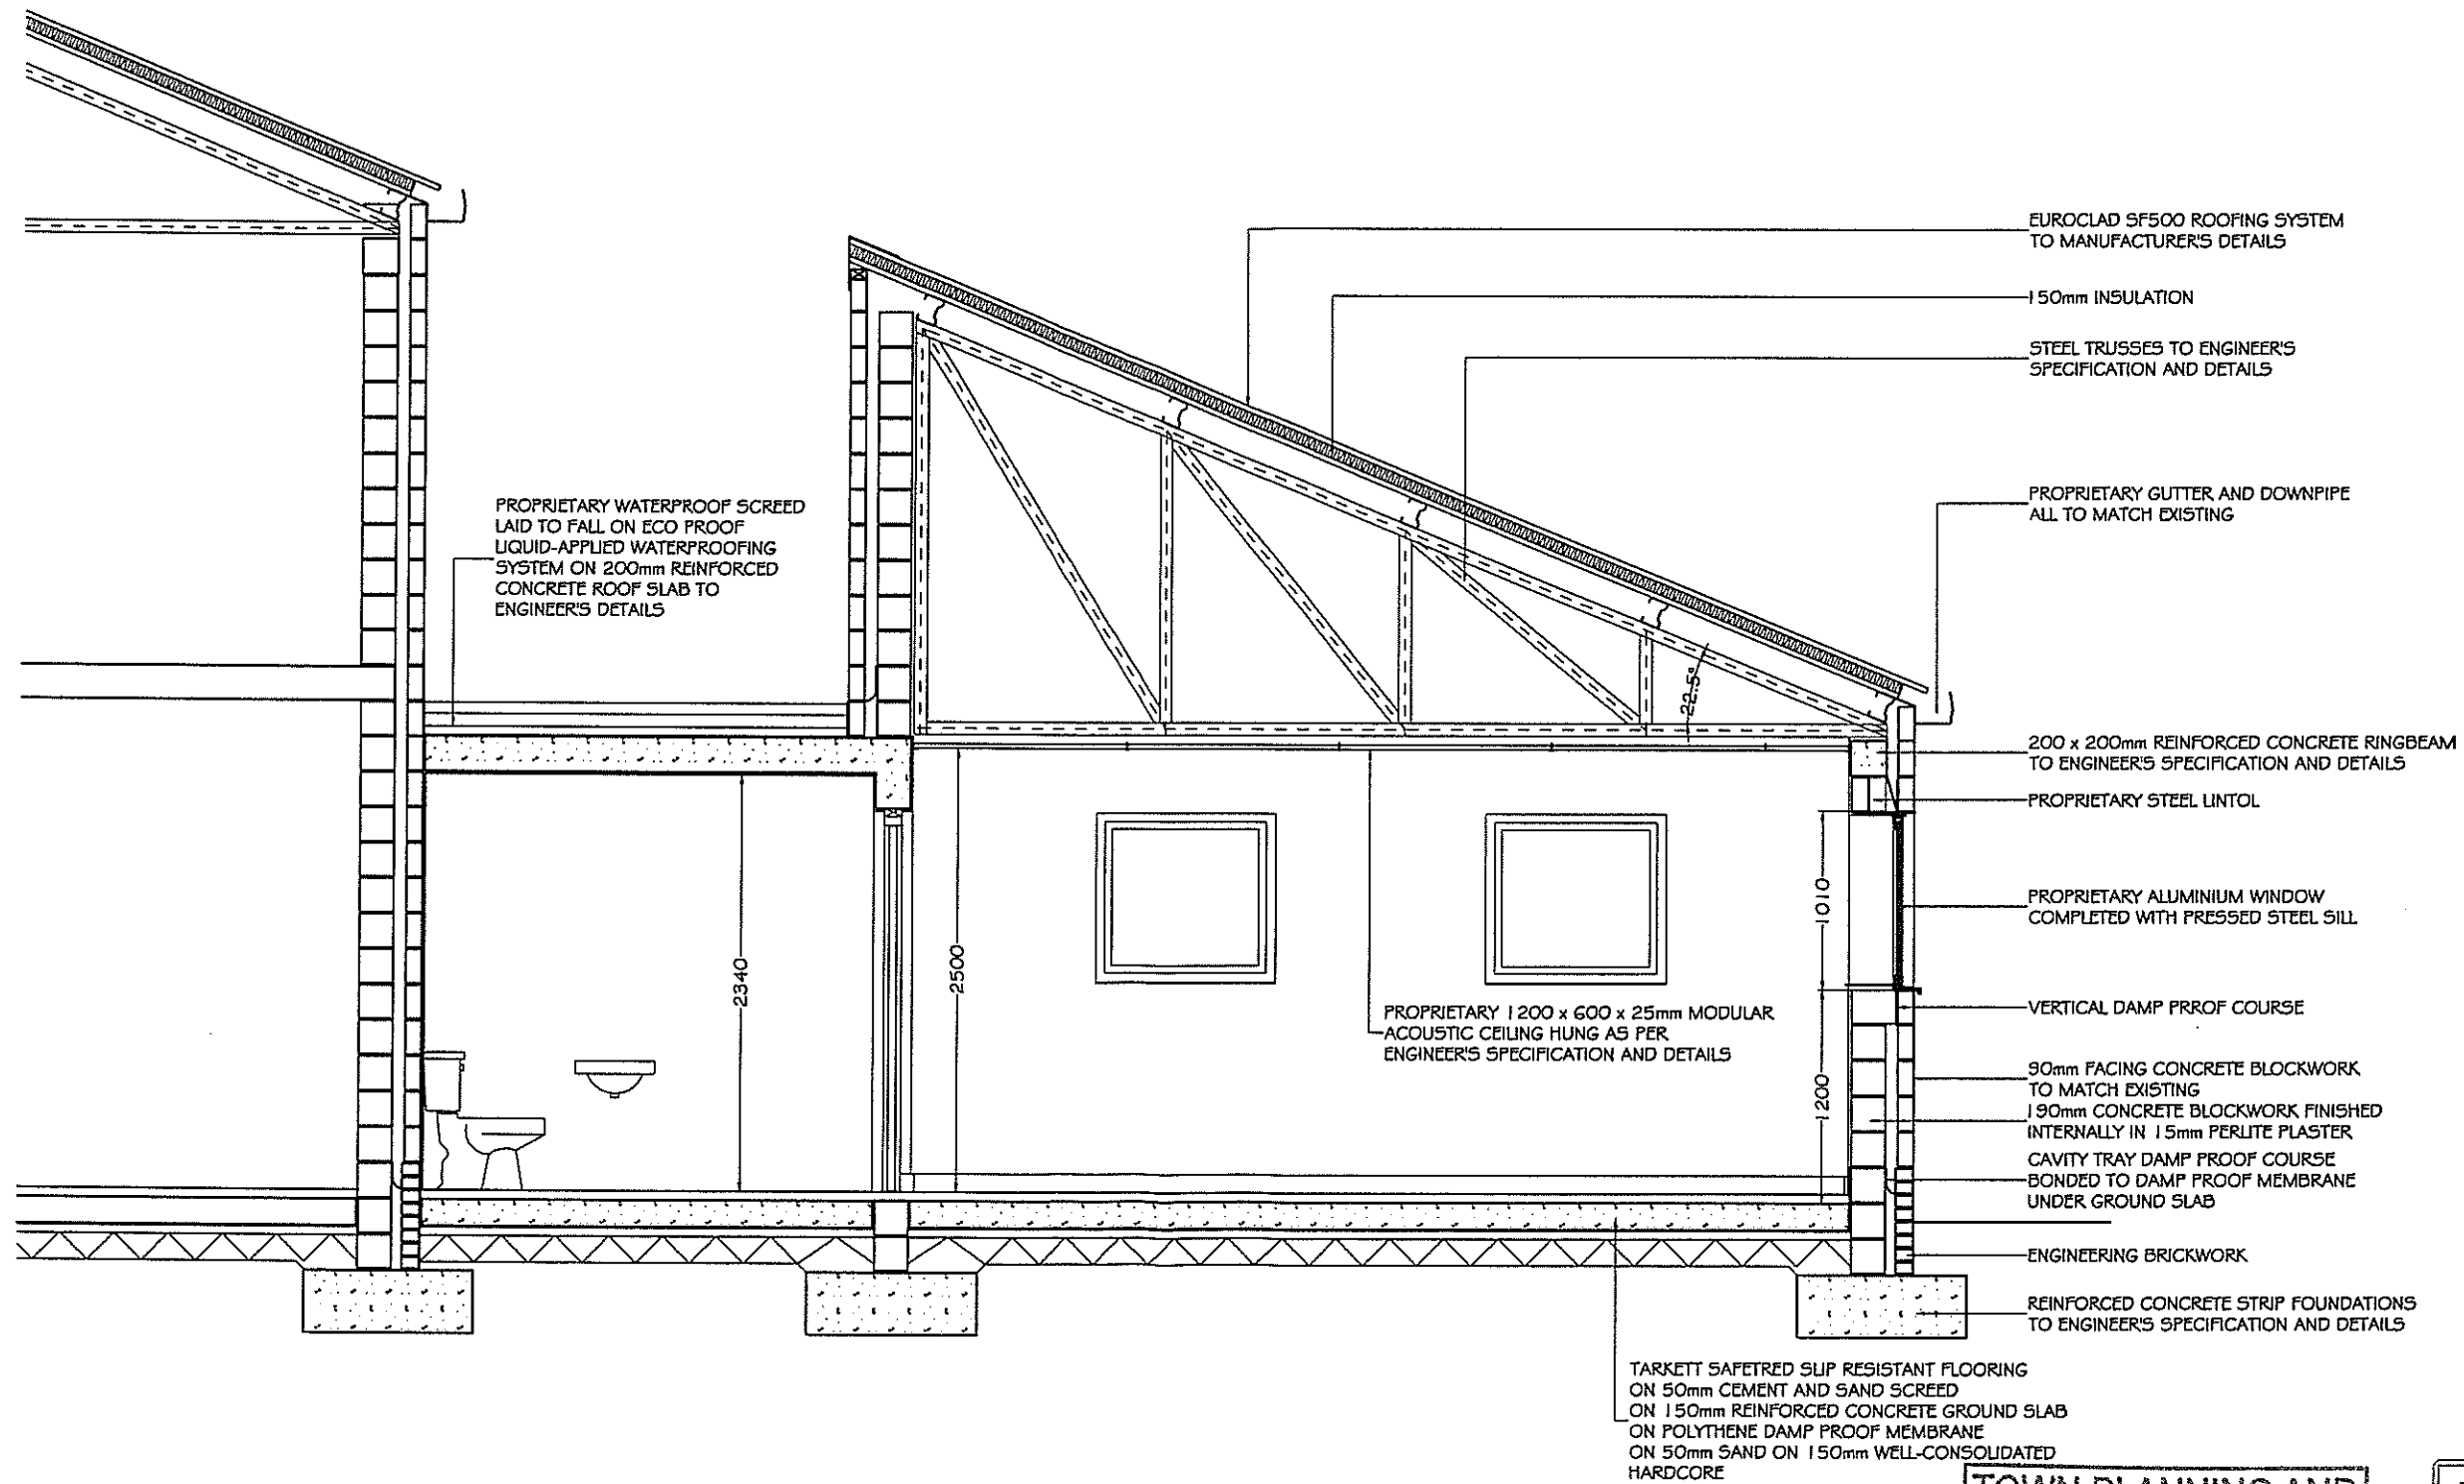 EUROCLAD SF500 ROOFING SYSTEM
TO MANUFACTURER'S DETAILS
150mm INSULATION
STEEL TRUSSES TO ENGINEER'S
SPECIFICATION AND DETAILS
PROPRIETARY GUTTER AND DOWNPIPE
ALL TO MATCH EXISTING
PROPRIETARY WATERPROOF SCREED
LAID TO FALL ON ECO PROOF
LIQUID-APPLIED WATERPROOFING
SYSTEM ON 200mm REINFORCED
CONCRETE ROOF SLAB TO
ENGINEER'S DETAILS
22.5°
200 x 200mm REINFORCED CONCRETE RINGBEAM
TO ENGINEER'S SPECIFICATION AND DETAILS
PROPRIETARY STEEL LINTOL
PROPRIETARY ALUMINIUM WINDOW
COMPLETED WITH PRESSED STEEL SILL
1010
2340
2500
PROPRIETARY 1200 x 600 x 25mm MODULAR
ACOUSTIC CEILING HUNG AS PER
ENGINEER'S SPECIFICATION AND DETAILS
VERTICAL DAMP PRROF COURSE
1200
90mm FACING CONCRETE BLOCKWORK
TO MATCH EXISTING
190mm CONCRETE BLOCKWORK FINISHED
INTERNALLY IN 15mm PERLITE PLASTER
CAVITY TRAY DAMP PROOF COURSE
BONDED TO DAMP PROOF MEMBRANE
UNDER GROUND SLAB
ENGINEERING BRICKWORK
REINFORCED CONCRETE STRIP FOUNDATIONS
TO ENGINEER'S SPECIFICATION AND DETAILS
TARKETT SAFETRED SLIP RESISTANT FLOORING
ON 50mm CEMENT AND SAND SCREED
ON 150mm REINFORCED CONCRETE GROUND SLAB
ON POLYTHENE DAMP PROOF MEMBRANE
ON 50mm SAND ON 150mm WELL-CONSOLIDATED
HARDCORE
TOWN PLANNING AND